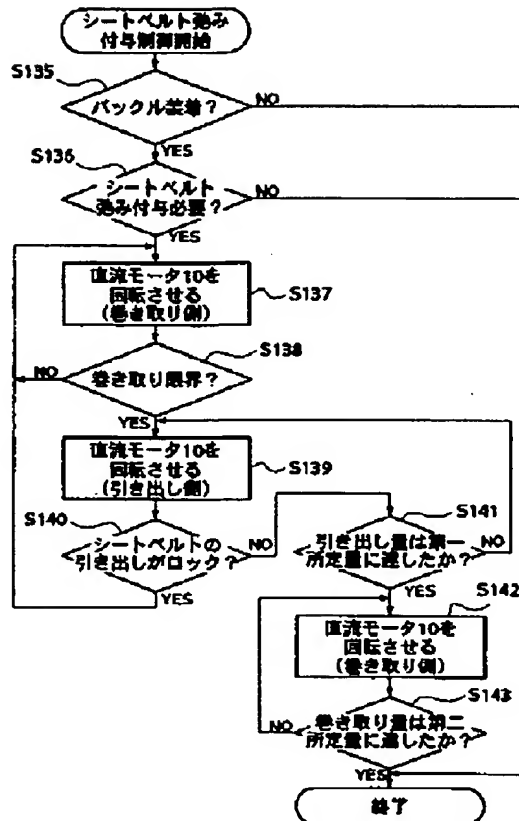 シートベルト弛み
付与制御開始
S135
バックル装着？
NO
YES
S136
シートベルト
弛み付与必要？
NO
YES
直流モータ10を
回転させる
(巻き取り側)
S137
S138
巻き取り限界？
NO
YES
直流モータ10を
回転させる
(引き出し側)
S139
S140
シートベルトの
引き出しがロック？
NO
YES
S141
引き出し量は第一
所定量に達したか？
NO
YES
S142
直流モータ10を
回転させる
(巻き取り側)
S143
巻き取り量は第二
所定量に達したか？
NO
YES
終了